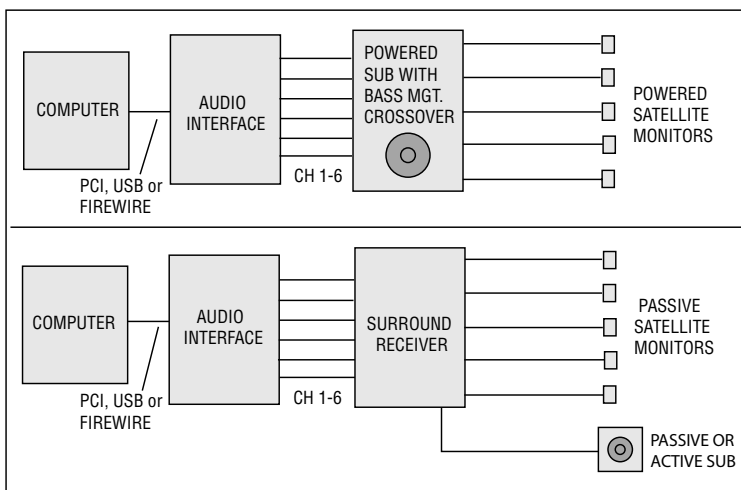 COMPUTER
PCI, USB or
FIREWIRE
AUDIO
INTERFACE
CH 1-6
POWERED
SUB WITH
BASS MGT.
CROSSOVER
POWERED
SATELLITE
MONITORS
COMPUTER
PCI, USB or
FIREWIRE
AUDIO
INTERFACE
CH 1-6
SURROUND
RECEIVER
PASSIVE
SATELLITE
MONITORS
PASSIVE OR
ACTIVE SUB